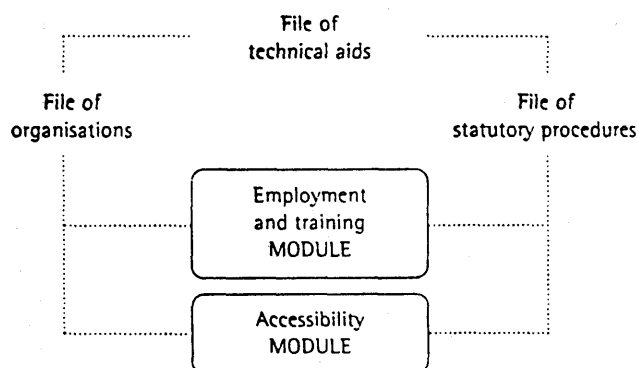 File of
technical aids
File of
organisations
File of
statutory procedures
Employment
and training
MODULE
Accessibility
MODULE